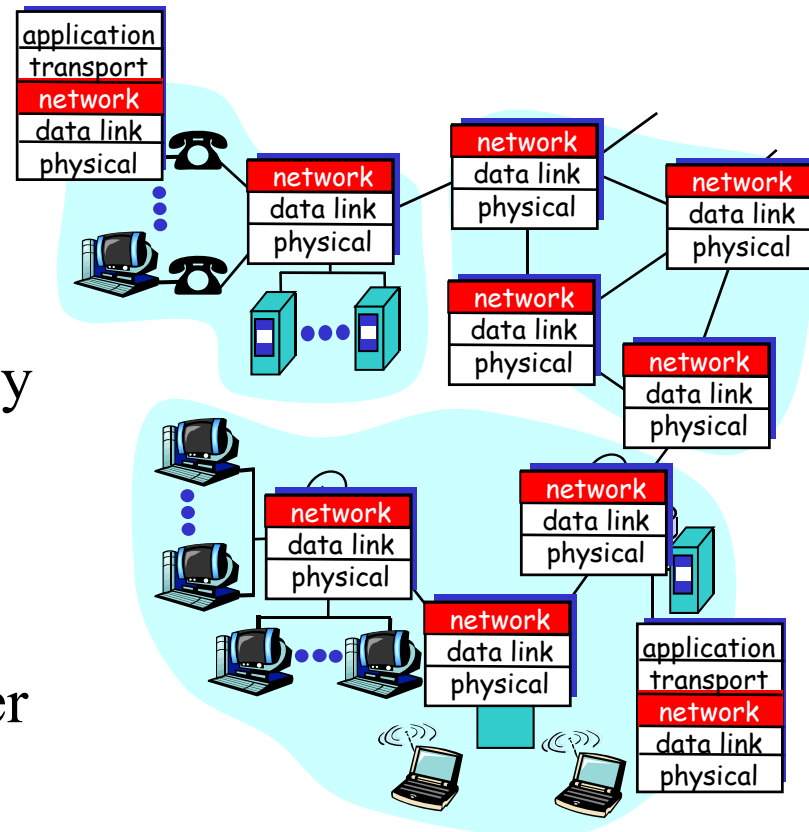 application
transport
network
data link
physical
network
data link
physical
network
data link
physical
network
data link
physical
network
data link
physical
network
data link
physical
y
network
data link
physical
network
data link
physical
network
data link
physical
er
application
transport
network
data link
physical